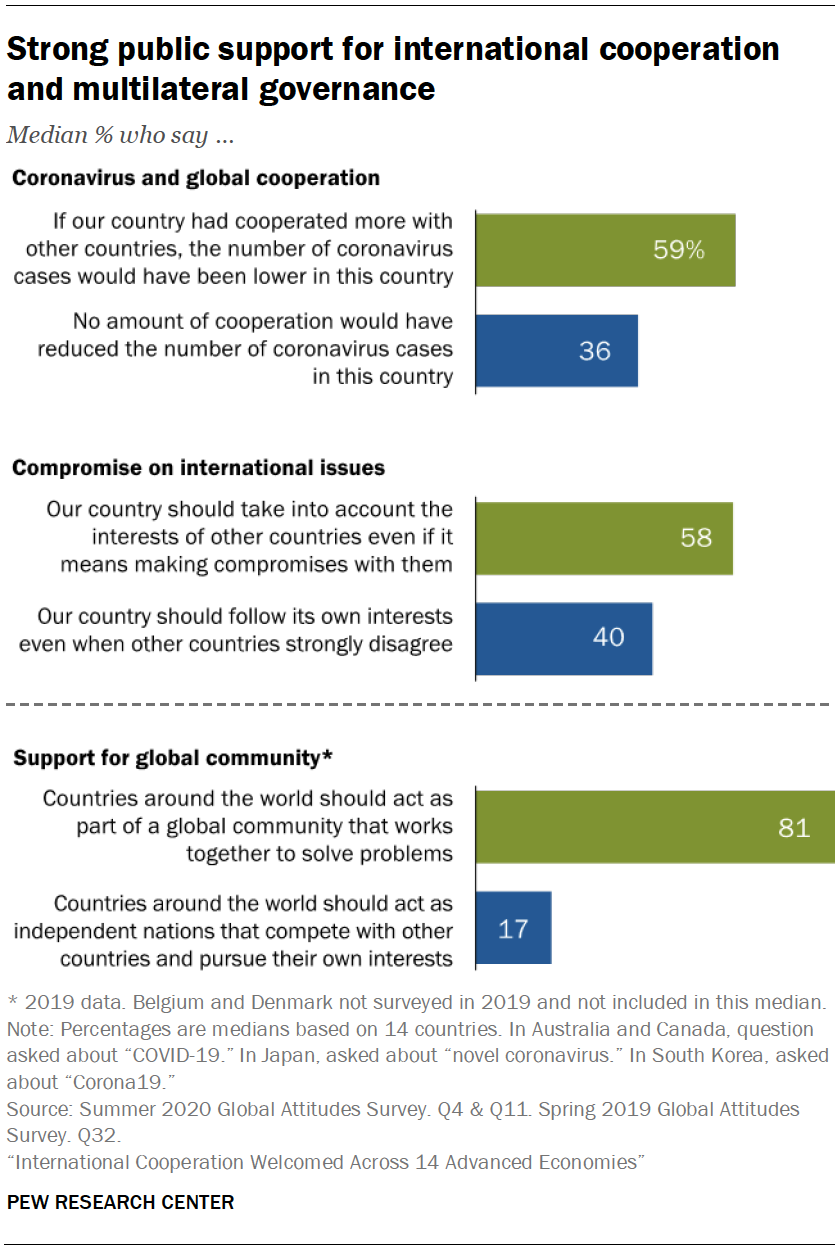 Strong public support for international cooperation
and multilateral governance
Median % who say ...
Coronavirus and global cooperation
If our country had cooperated more with
other countries, the number of coronavirus
cases would have been lower in this country
59%
No amount of cooperation would have
reduced the number of coronavirus cases
in this country
36
Compromise on international issues
Our country should take into account the
interests of other countries even if it
means making compromises with them
58
Our country should follow its own interests
even when other countries strongly disagree
40
Support for global community*
Countries around the world should act as
part of a global community that works
together to solve problems
81
Countries around the world should act as
independent nations that compete with other
countries and pursue their own interests
17
* 2019 data. Belgium and Denmark not surveyed in 2019 and not included in this median.
Note: Percentages are medians based on 14 countries. In Australia and Canada, question
asked about “COVID-19.” In Japan, asked about “novel coronavirus.” In South Korea, asked
about “Corona19.”
Source: Summer 2020 Global Attitudes Survey. Q4 & Q11. Spring 2019 Global Attitudes
Survey. Q32.
“International Cooperation Welcomed Across 14 Advanced Economies”
PEW RESEARCH CENTER